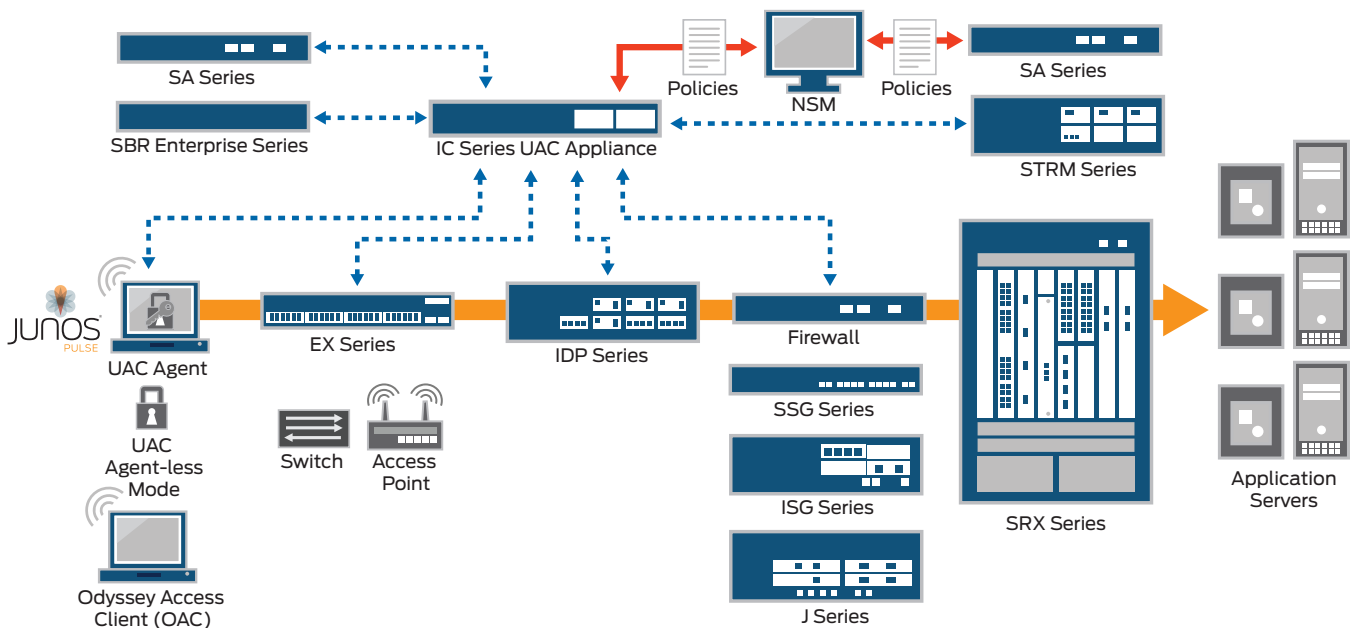 SA Series
SBR Enterprise Series
IC Series UAC Appliance
Policies
NSM
Policies
SA Series
STRM Series
JUNOS
PULSE
UAC Agent
UAC
Agent-less
Mode
Odyssey Access
Client (OAC)
EX Series
Switch
Access
Point
IDP Series
Firewall
SSG Series
ISG Series
J Series
SRX Series
Application
Servers